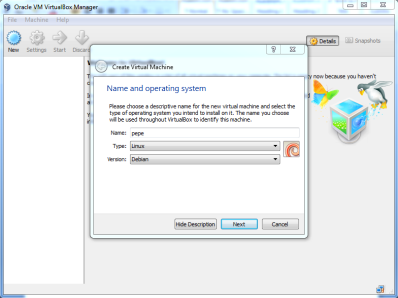 Oracle VM VirtualBox Manager
File Machine Help
New Settings Start Discard
Details Snapshots
Create Virtual Machine
Name and operating system
Please choose a descriptive name for the new virtual machine and select the
type of operating system you intend to install on it. The name you choose
will be used throughout VirtualBox to identify this machine.
Name: pepe
Type: Linux
Version: Debian
Hide Description Next Cancel
now because you haven't